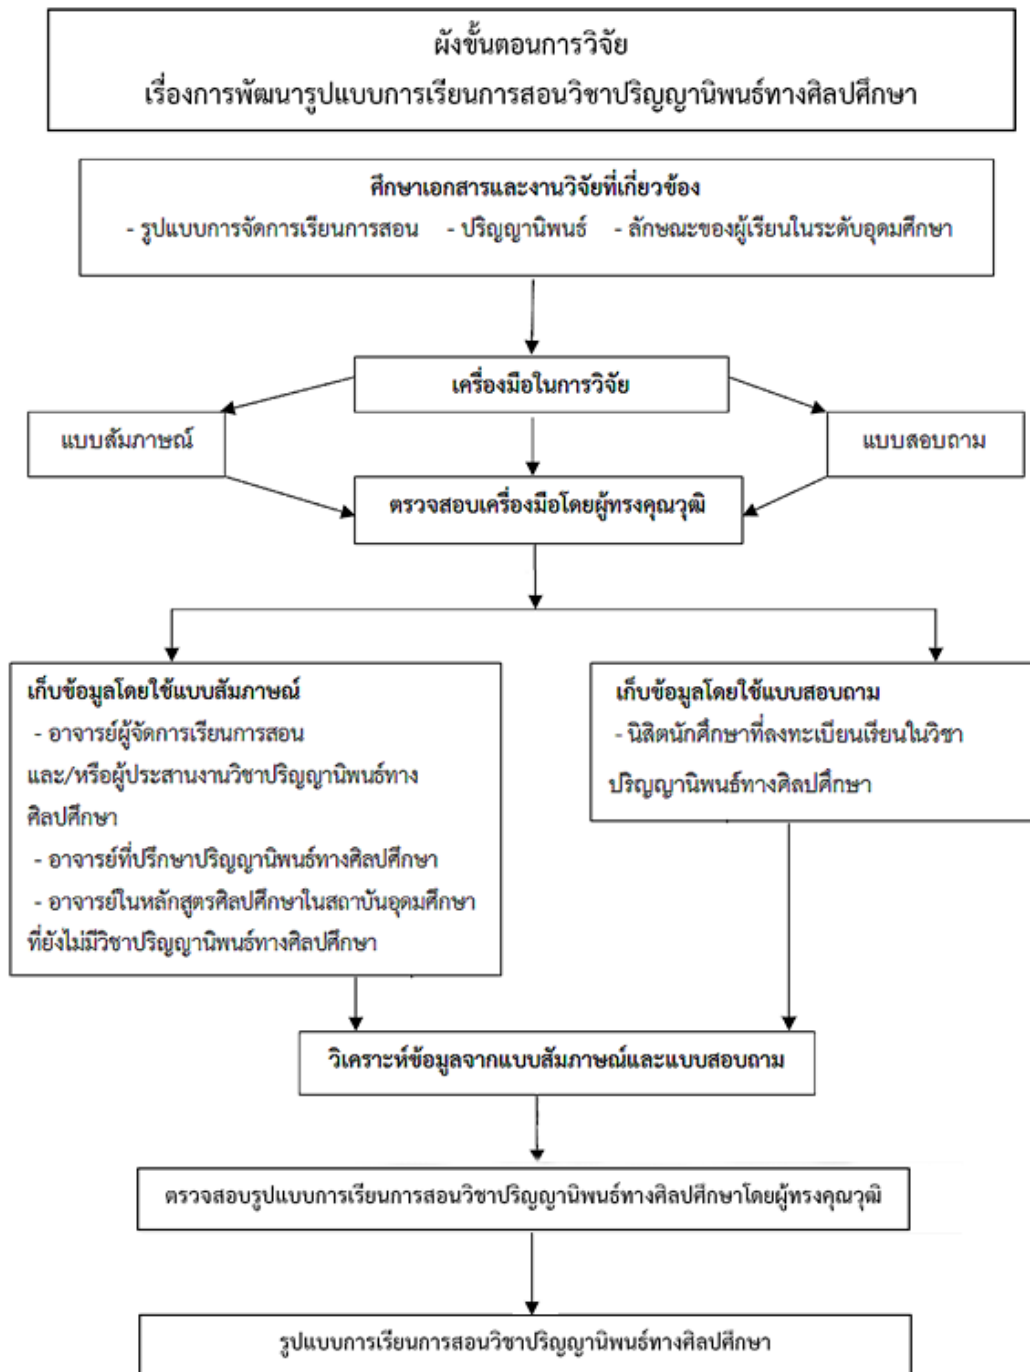 ผังขั้นตอนการวิจัย
เรื่องการพัฒนารูปแบบการเรียนการสอนวิชาปริญญานิพนธ์ทางศิลปศึกษา
ศึกษาเอกสารและงานวิจัยที่เกี่ยวข้อง
- รูปแบบการจัดการเรียนการสอน - ปริญญานิพนธ์ - ลักษณะของผู้เรียนในระดับอุดมศึกษา
เครื่องมือในการวิจัย
แบบสัมภาษณ์
แบบสอบถาม
ตรวจสอบเครื่องมือโดยผู้ทรงคุณวุฒิ
เก็บข้อมูลโดยใช้แบบสัมภาษณ์
- อาจารย์ผู้จัดการเรียนการสอน
และ/หรือผู้ประสานงานวิชาปริญญานิพนธ์ทาง
ศิลปศึกษา
- อาจารย์ที่ปรึกษาปริญญานิพนธ์ทางศิลปศึกษา
- อาจารย์ในหลักสูตรศิลปศึกษาในสถาบันอุดมศึกษา
ที่ยังไม่มีวิชาปริญญานิพนธ์ทางศิลปศึกษา
เก็บข้อมูลโดยใช้แบบสอบถาม
- นิสิตนักศึกษาที่ลงทะเบียนเรียนในวิชา
ปริญญานิพนธ์ทางศิลปศึกษา
วิเคราะห์ข้อมูลจากแบบสัมภาษณ์และแบบสอบถาม
ตรวจสอบรูปแบบการเรียนการสอนวิชาปริญญานิพนธ์ทางศิลปศึกษาโดยผู้ทรงคุณวุฒิ
รูปแบบการเรียนการสอนวิชาปริญญานิพนธ์ทางศิลปศึกษา